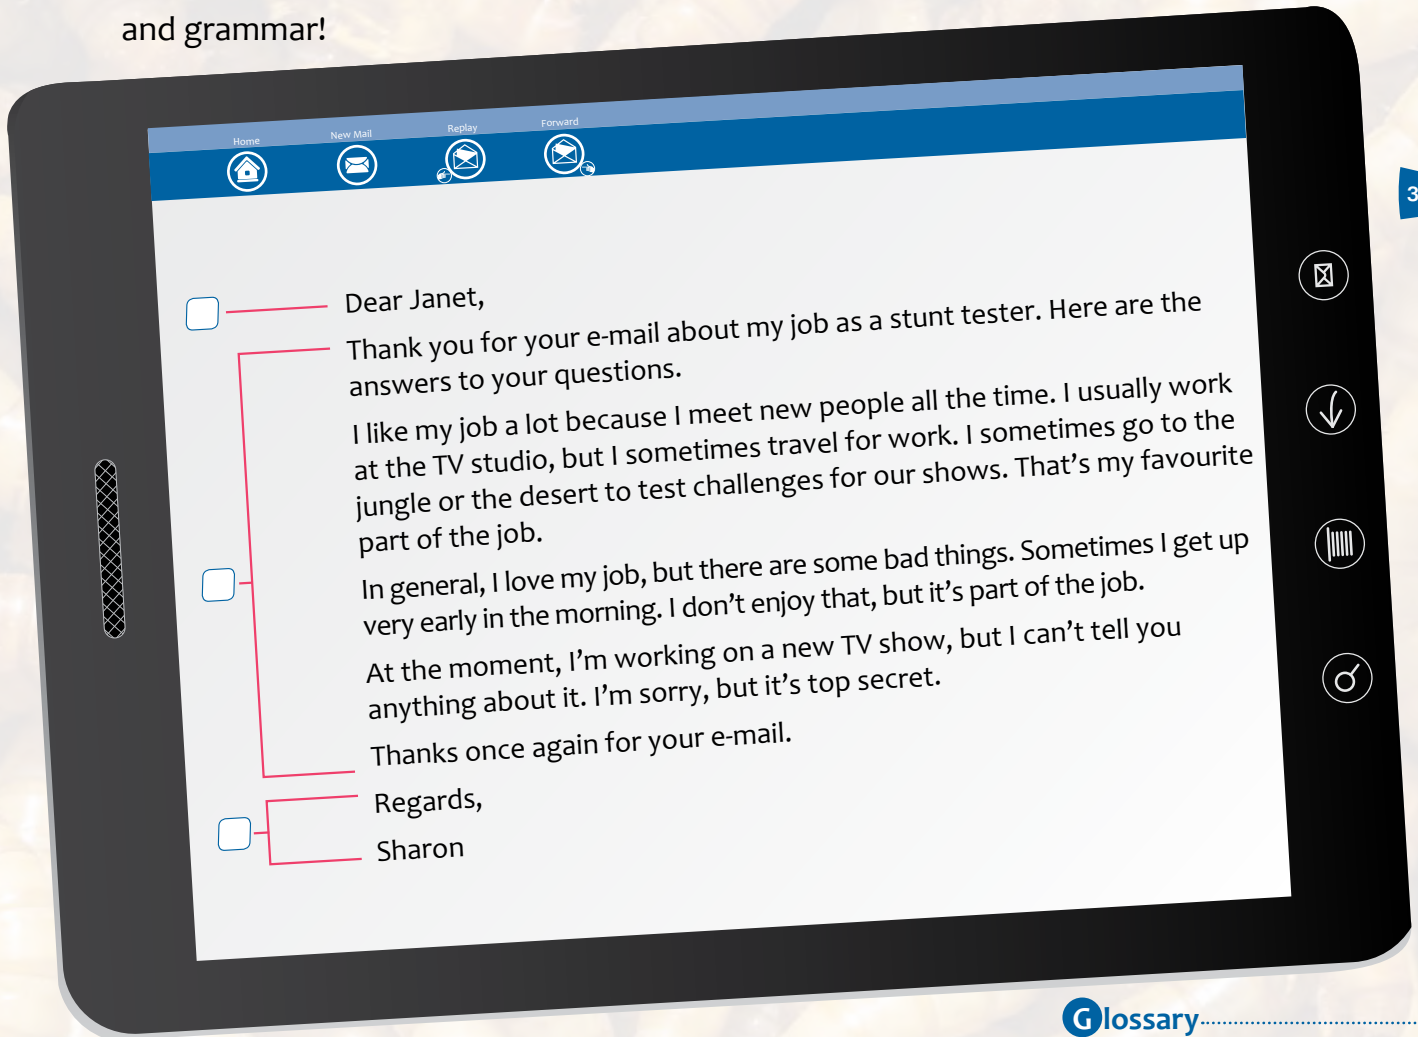 and grammar!
Home
New Mail
Replay
Forward
3
Dear Janet,
Thank you for your e-mail about my job as a stunt tester. Here are the
answers to your questions.
I like my job a lot because I meet new people all the time. I usually work
at the TV studio, but I sometimes travel for work. I sometimes go to the
jungle or the desert to test challenges for our shows. That's my favourite
part of the job.
In general, I love my job, but there are some bad things. Sometimes I get up
very early in the morning. I don't enjoy that, but it's part of the job.
At the moment, I'm working on a new TV show, but I can't tell you
anything about it. I'm sorry, but it's top secret.
Thanks once again for your e-mail.
Regards,
Sharon
Glossary